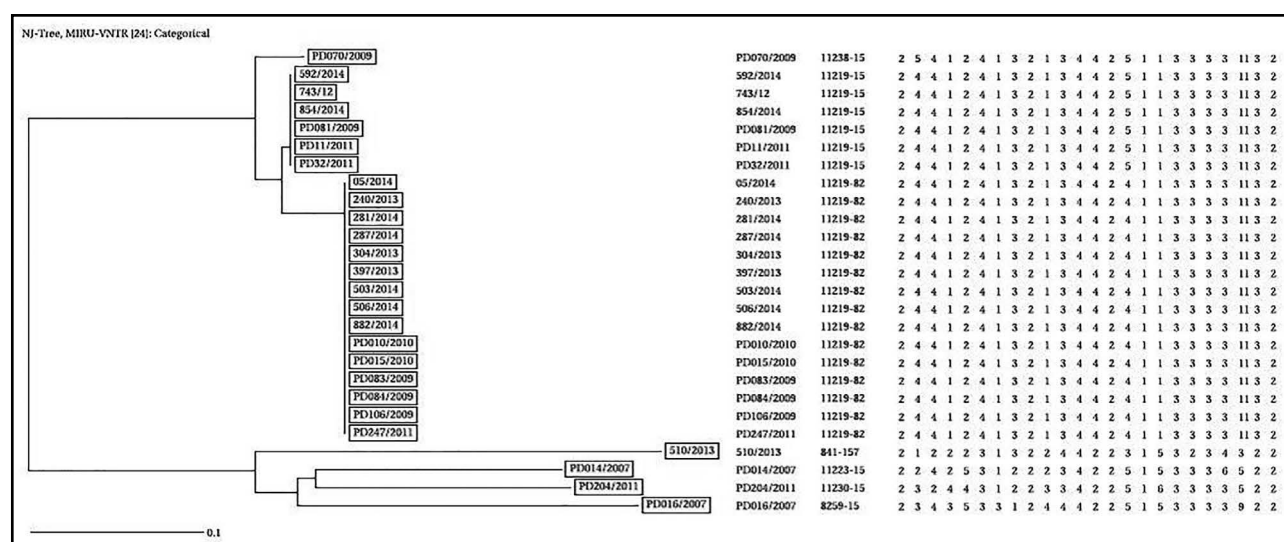 NJ-Tree, MIRU-VNTR [24]: Categorical
PD070/2009 PD070/2009 11238-15 2 5 4 1 2 4 1 3 2 1 3 4 4 2 5 1 1 3 3 3 3 11 3 2
592/2014 592/2014 11219-15 2 4 4 1 2 4 1 3 2 1 3 4 4 2 5 1 1 3 3 3 3 11 3 2
743/12 743/12 11219-15 2 4 4 1 2 4 1 3 2 1 3 4 4 2 5 1 1 3 3 3 3 11 3 2
854/2014 854/2014 11219-15 2 4 4 1 2 4 1 3 2 1 3 4 4 2 5 1 1 3 3 3 3 11 3 2
PD081/2009 PD081/2009 11219-15 2 4 4 1 2 4 1 3 2 1 3 4 4 2 5 1 1 3 3 3 3 11 3 2
PD11/2011 PD11/2011 11219-15 2 4 4 1 2 4 1 3 2 1 3 4 4 2 5 1 1 3 3 3 3 11 3 2
PD32/2011 PD32/2011 11219-15 2 4 4 1 2 4 1 3 2 1 3 4 4 2 5 1 1 3 3 3 3 11 3 2
05/2014 05/2014 11219-82 2 4 4 1 2 4 1 3 2 1 3 4 4 2 4 1 1 3 3 3 3 11 3 2
240/2013 240/2013 11219-82 2 4 4 1 2 4 1 3 2 1 3 4 4 2 4 1 1 3 3 3 3 11 3 2
281/2014 281/2014 11219-82 2 4 4 1 2 4 1 3 2 1 3 4 4 2 4 1 1 3 3 3 3 11 3 2
287/2014 287/2014 11219-82 2 4 4 1 2 4 1 3 2 1 3 4 4 2 4 1 1 3 3 3 3 11 3 2
304/2013 304/2013 11219-82 2 4 4 1 2 4 1 3 2 1 3 4 4 2 4 1 1 3 3 3 3 11 3 2
397/2013 397/2013 11219-82 2 4 4 1 2 4 1 3 2 1 3 4 4 2 4 1 1 3 3 3 3 11 3 2
503/2014 503/2014 11219-82 2 4 4 1 2 4 1 3 2 1 3 4 4 2 4 1 1 3 3 3 3 11 3 2
506/2014 506/2014 11219-82 2 4 4 1 2 4 1 3 2 1 3 4 4 2 4 1 1 3 3 3 3 11 3 2
882/2014 882/2014 11219-82 2 4 4 1 2 4 1 3 2 1 3 4 4 2 4 1 1 3 3 3 3 11 3 2
PD010/2010 PD010/2010 11219-82 2 4 4 1 2 4 1 3 2 1 3 4 4 2 4 1 1 3 3 3 3 11 3 2
PD015/2010 PD015/2010 11219-82 2 4 4 1 2 4 1 3 2 1 3 4 4 2 4 1 1 3 3 3 3 11 3 2
PD083/2009 PD083/2009 11219-82 2 4 4 1 2 4 1 3 2 1 3 4 4 2 4 1 1 3 3 3 3 11 3 2
PD084/2009 PD084/2009 11219-82 2 4 4 1 2 4 1 3 2 1 3 4 4 2 4 1 1 3 3 3 3 11 3 2
PD106/2009 PD106/2009 11219-82 2 4 4 1 2 4 1 3 2 1 3 4 4 2 4 1 1 3 3 3 3 11 3 2
PD247/2011 PD247/2011 11219-82 2 4 4 1 2 4 1 3 2 1 3 4 4 2 4 1 1 3 3 3 3 11 3 2
510/2013 510/2013 841-157 2 1 2 2 2 3 1 3 2 2 4 4 2 2 3 1 5 3 2 3 4 3 2 2
PD014/2007 PD014/2007 11223-15 2 2 4 2 5 3 1 2 2 2 3 4 2 2 5 1 5 3 3 3 6 5 2 2
PD204/2011 PD204/2011 11230-15 2 3 2 4 4 3 1 2 2 3 3 4 2 2 5 1 6 3 3 3 3 5 2 2
PD016/2007 PD016/2007 8259-15 2 3 4 3 5 3 3 1 2 4 4 4 2 2 5 1 5 3 3 3 3 9 2 2
0.1